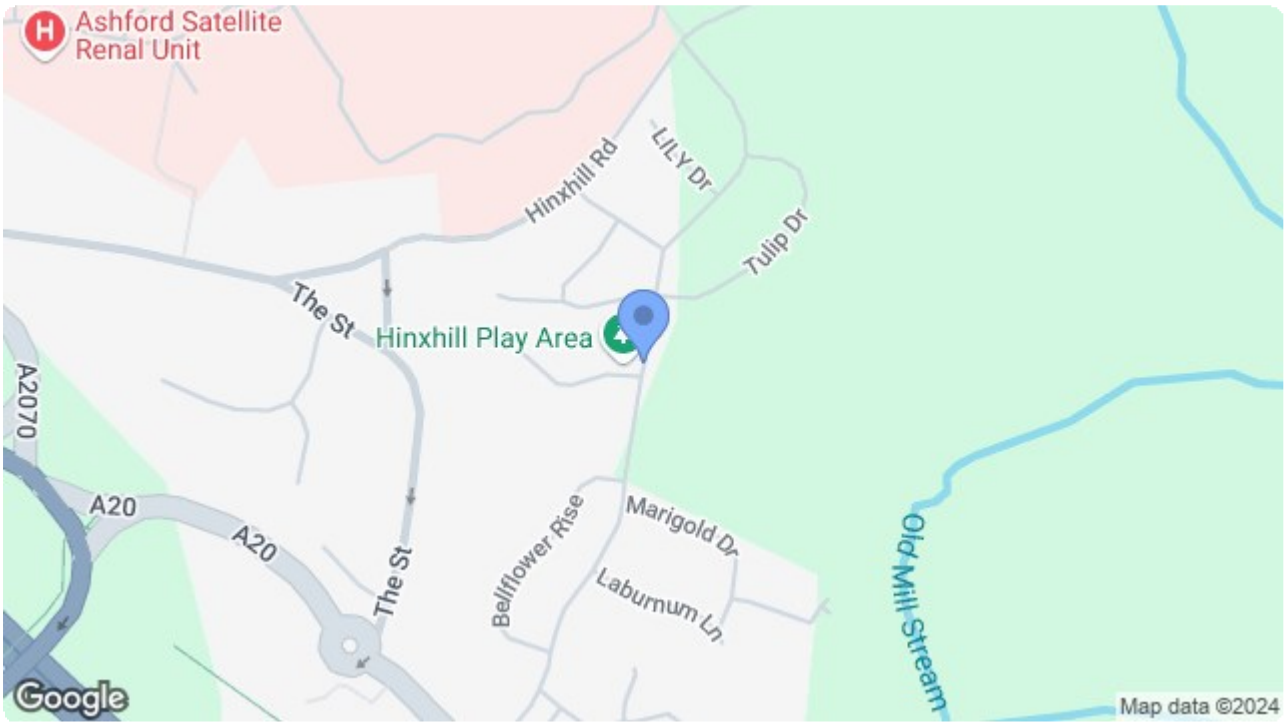 H
Ashford Satellite
Renal Unit
LILY Dr
Hinxhill Rd
Tulip Dr
The St
Hinxhill Play Area
A2070
A20
A20
Marigold Dr
Bellflower Rise
Old Mill Stream
The St
Laburnum Ln
Google
Map data ©2024